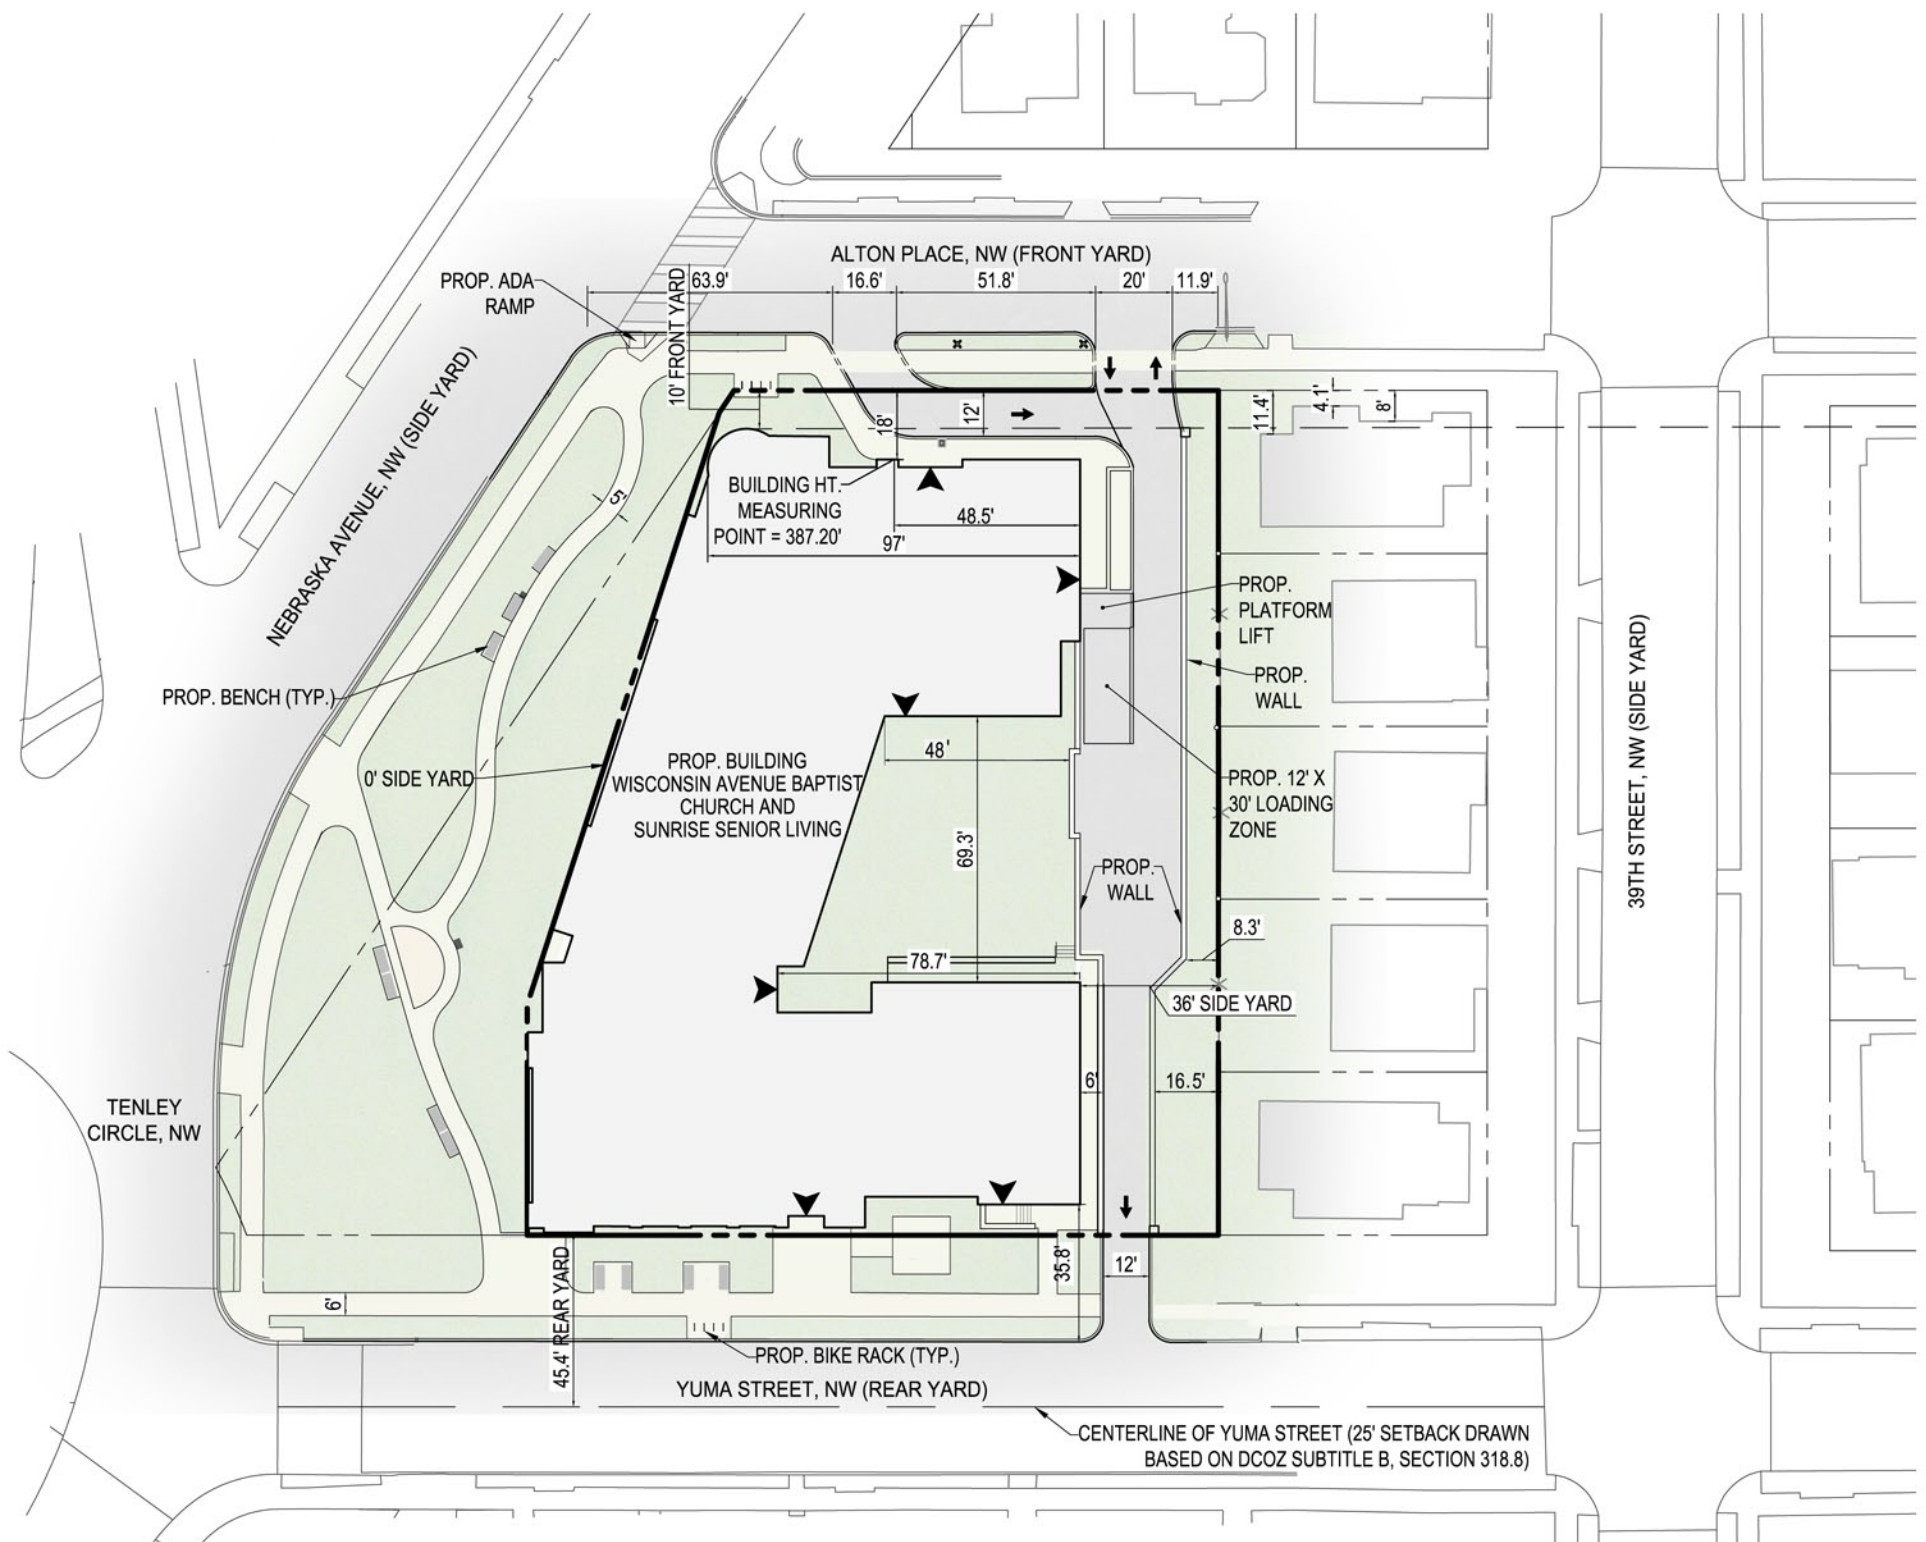 ALTON PLACE, NW (FRONT YARD)
63.9'
16.6'
51.8'
20'
11.9'
PROP. ADA
RAMP
10' FRONT YARD
NEBRASKA AVENUE, NW (SIDE YARD)
18'
12'
11.4'
4.1'
8'
5'
BUILDING HT.
MEASURING
POINT = 387.20'
48.5'
97'
PROP.
PLATFORM
LIFT
PROP.
WALL
PROP. BENCH (TYP.)
0' SIDE YARD
PROP. BUILDING
WISCONSIN AVENUE BAPTIST
CHURCH AND
SUNRISE SENIOR LIVING
48'
69.3'
PROP. 12' X
30' LOADING
ZONE
PROP.
WALL
39TH STREET, NW (SIDE YARD)
8.3'
78.7'
36' SIDE YARD
6'
16.5'
TENLEY
CIRCLE, NW
35.8'
12'
6'
45.4' REAR YARD
PROP. BIKE RACK (TYP.)
YUMA STREET, NW (REAR YARD)
CENTERLINE OF YUMA STREET (25' SETBACK DRAWN
BASED ON DCOZ SUBTITLE B, SECTION 318.8)